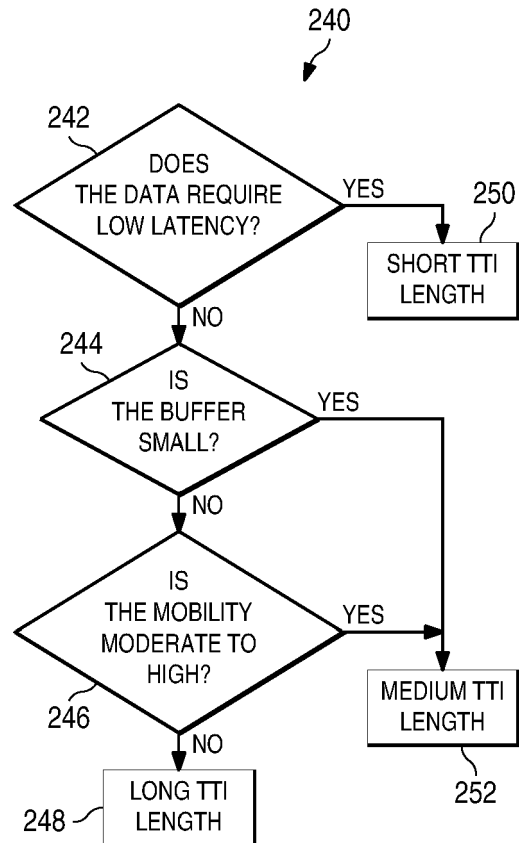 240
242
DOES
THE DATA REQUIRE
LOW LATENCY?
YES
250
SHORT TTI
LENGTH
NO
244
IS
THE BUFFER
SMALL?
YES
NO
IS
THE MOBILITY
MODERATE TO
HIGH?
YES
246
MEDIUM TTI
LENGTH
252
NO
248
LONG TTI
LENGTH